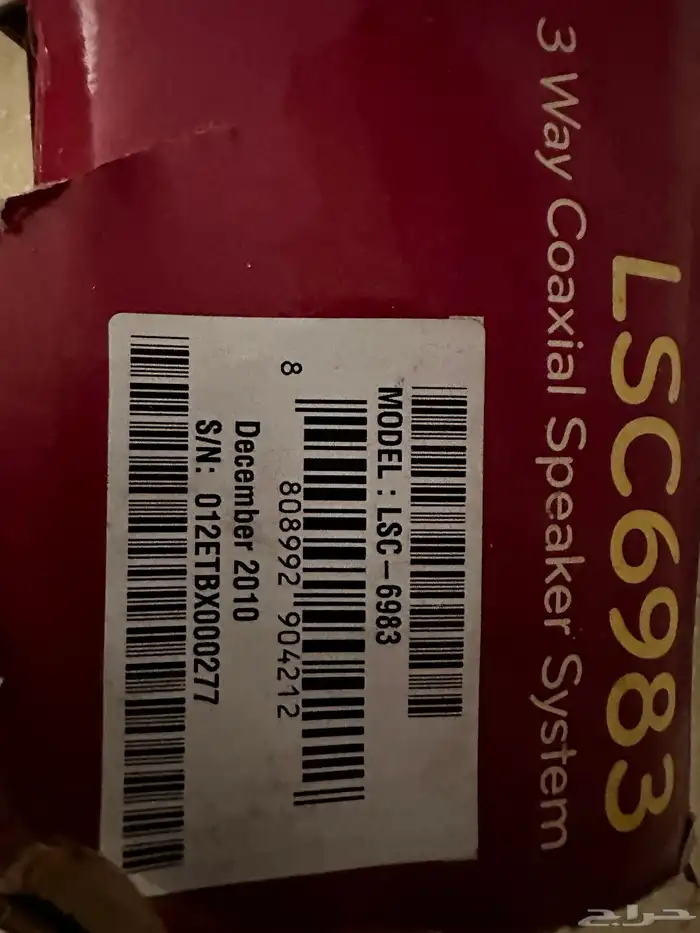 LSC6983
3 Way Coaxial Speaker System
MODEL : LSC-6983
8 808992 904212
December 2010
S/N: 012ETBX000277
حراج